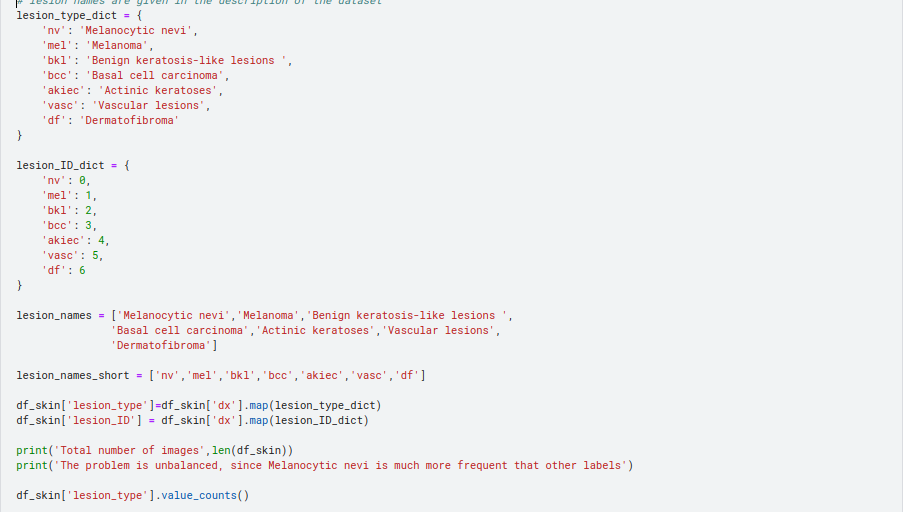 # lesion names are given in the description of the dataset
lesion_type_dict = {
    'nv': 'Melanocytic nevi',
    'mel': 'Melanoma',
    'bkl': 'Benign keratosis-like lesions ',
    'bcc': 'Basal cell carcinoma',
    'akiec': 'Actinic keratoses',
    'vasc': 'Vascular lesions',
    'df': 'Dermatofibroma'
}

lesion_ID_dict = {
    'nv': 0,
    'mel': 1,
    'bkl': 2,
    'bcc': 3,
    'akiec': 4,
    'vasc': 5,
    'df': 6
}

lesion_names = ['Melanocytic nevi','Melanoma','Benign keratosis-like lesions ',
               'Basal cell carcinoma','Actinic keratoses','Vascular lesions',
               'Dermatofibroma']

lesion_names_short = ['nv','mel','bkl','bcc','akiec','vasc','df']

df_skin['lesion_type']=df_skin['dx'].map(lesion_type_dict)
df_skin['lesion_ID'] = df_skin['dx'].map(lesion_ID_dict)

print('Total number of images',len(df_skin))
print('The problem is unbalanced, since Melanocytic nevi is much more frequent that other labels')

df_skin['lesion_type'].value_counts()